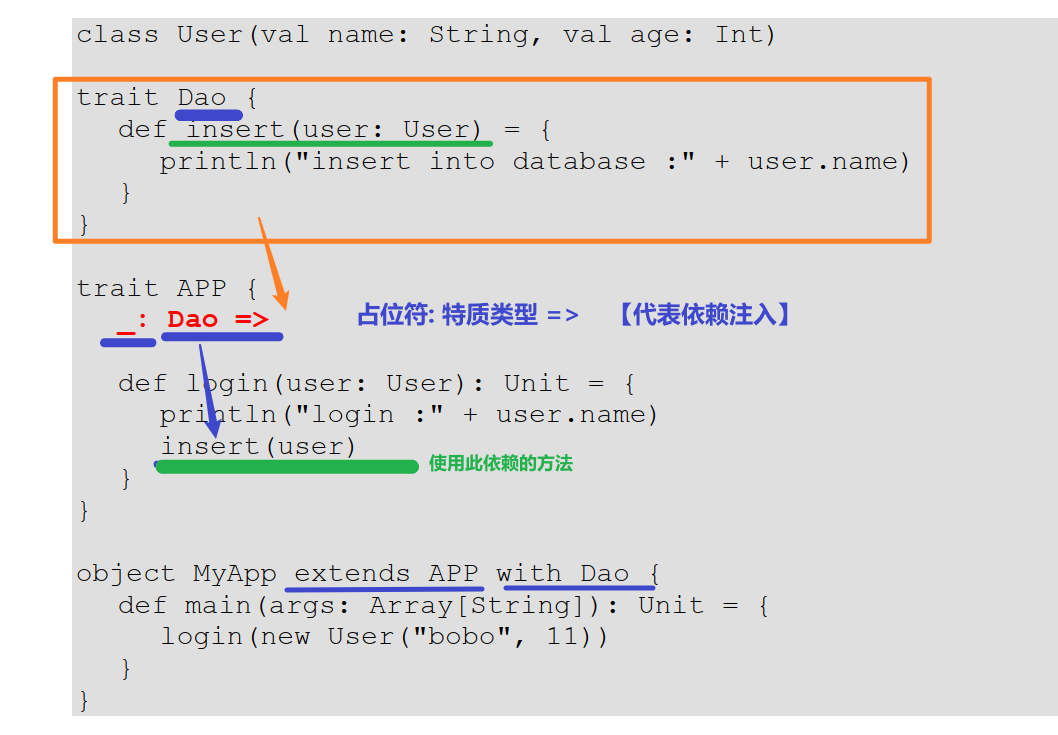 class User(val name: String, val age: Int)
trait Dao {
def insert(user: User) = {
println("insert into database :" + user.name)
}
}
trait APP {
_: Dao => 占位符: 特质类型 => 【代表依赖注入】
def login(user: User): Unit = {
println("login :" + user.name)
insert(user)
使用此依赖的方法
}
}
object MyApp extends APP with Dao {
def main(args: Array[String]): Unit = {
login(new User("bobo", 11))
}
}